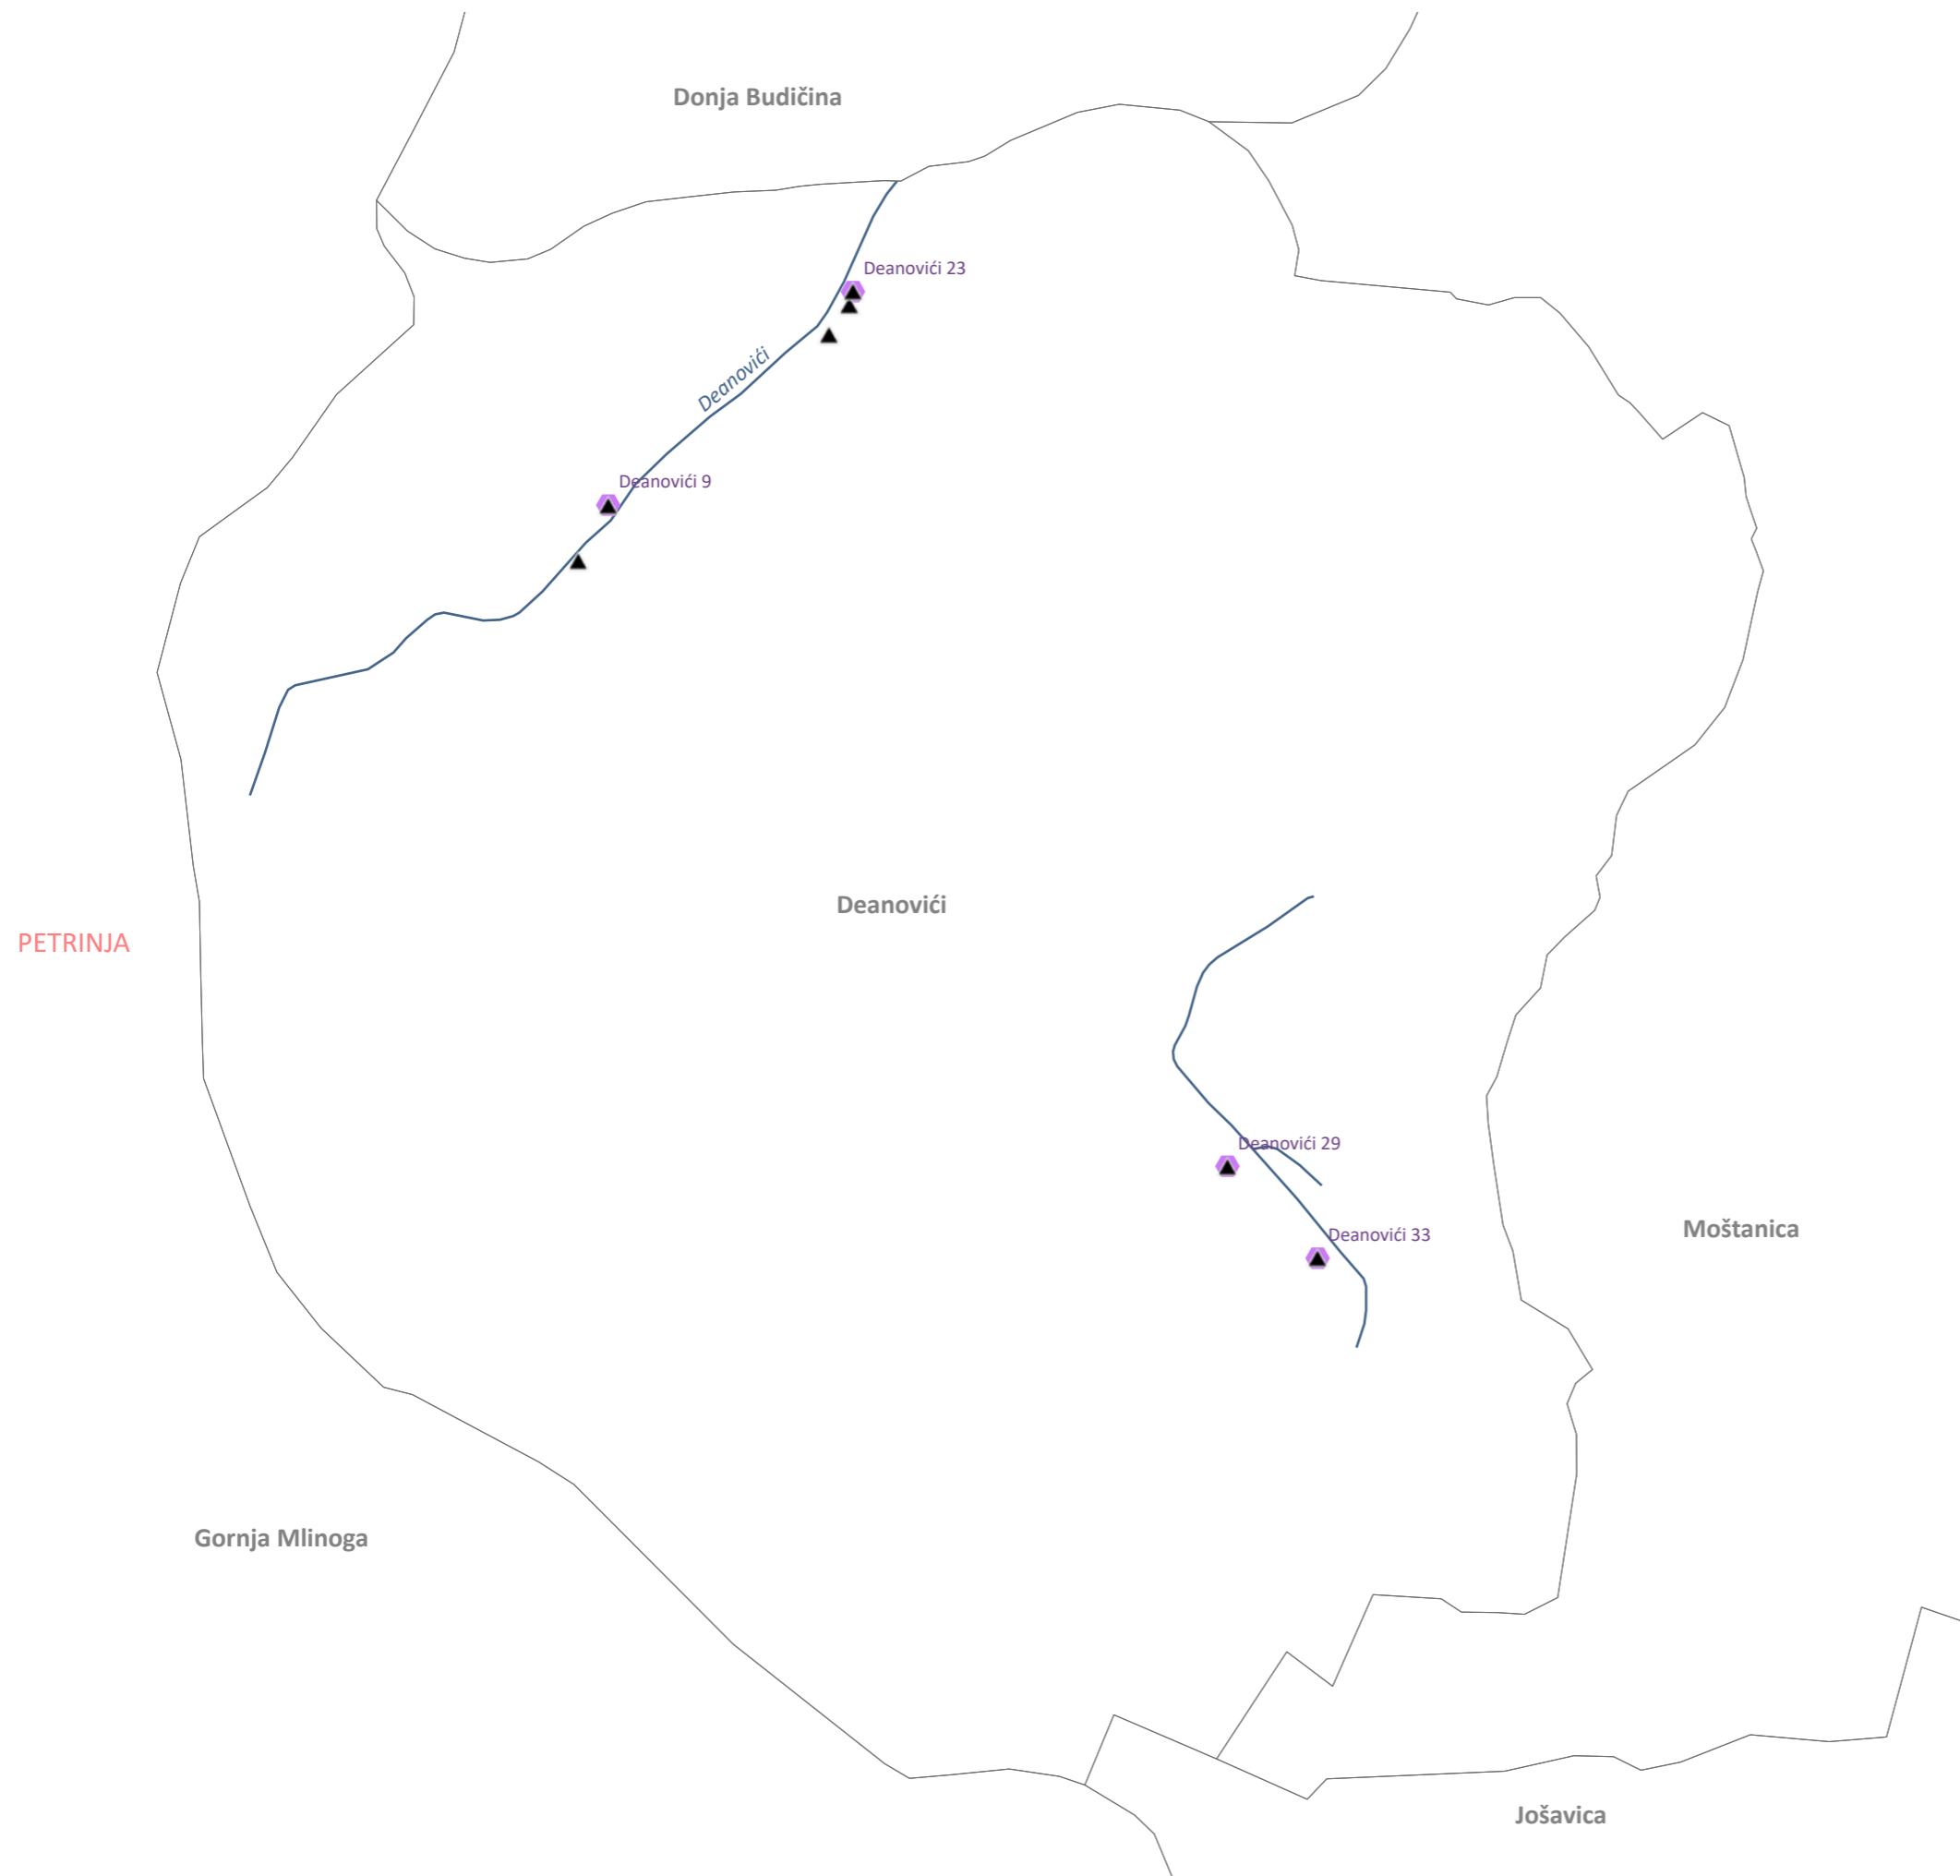 Donja Budičina
Deanovići 23
Deanovići
Deanovići 9
Deanovići
PETRINJA
Deanovići 29
Moštanica
Deanovići 33
Gornja Mlinoga
Jošavica